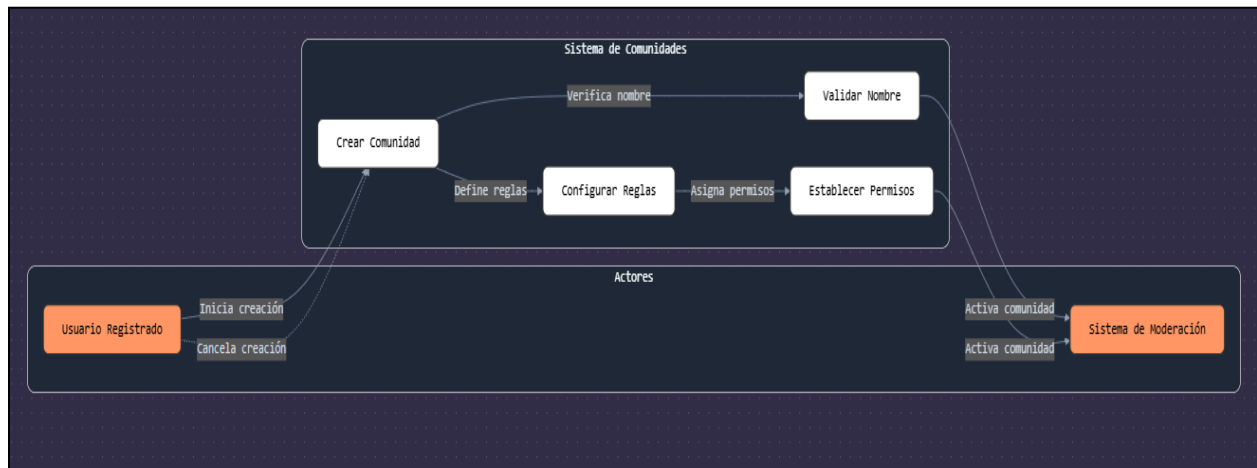 Sistema de Comunidades
Verifica nombre
Validar Nombre
Crear Comunidad
Define reglas
Configurar Reglas
Asigna permisos
Establecer Permisos
Actores
Inicia creación
Activa comunidad
Usuario Registrado
Sistema de Moderación
Cancela creación
Activa comunidad